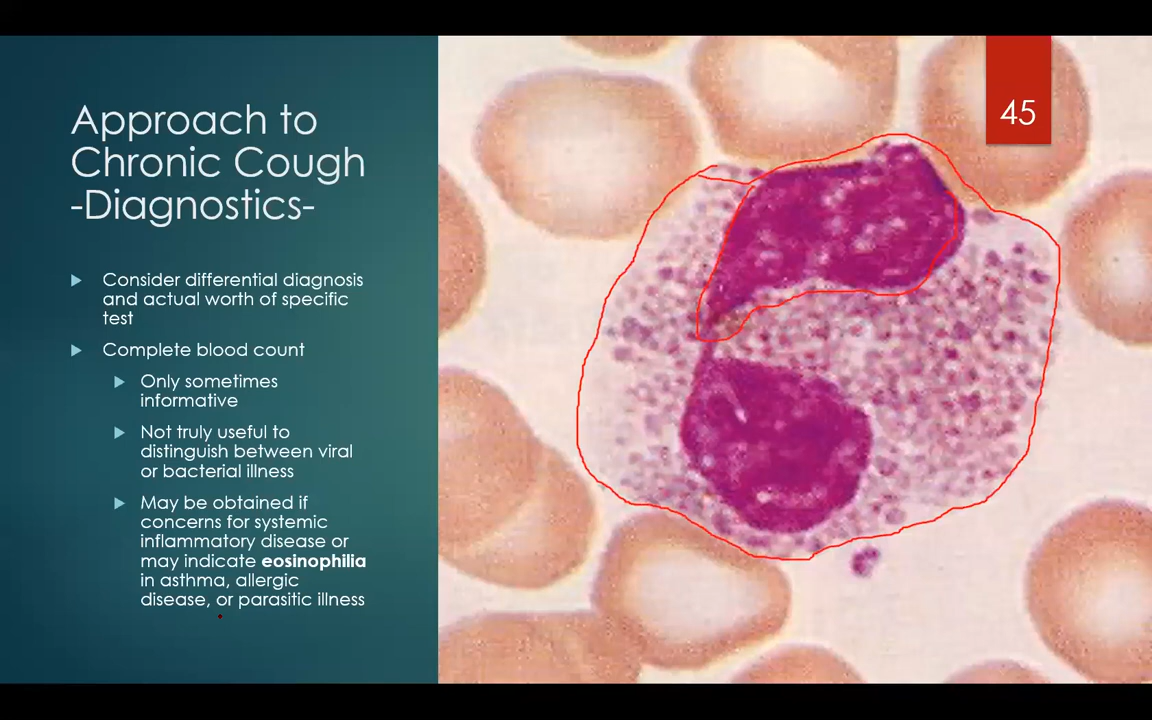 45
Approach to
Chronic Cough
-Diagnostics-
Consider differential diagnosis
and actual worth of specific
test
Complete blood count
Only sometimes
informative
Not truly useful to
distinguish between viral
or bacterial illness
May be obtained if
concerns for systemic
inflammatory disease or
may indicate eosinophilia
in asthma, allergic
disease, or parasitic illness